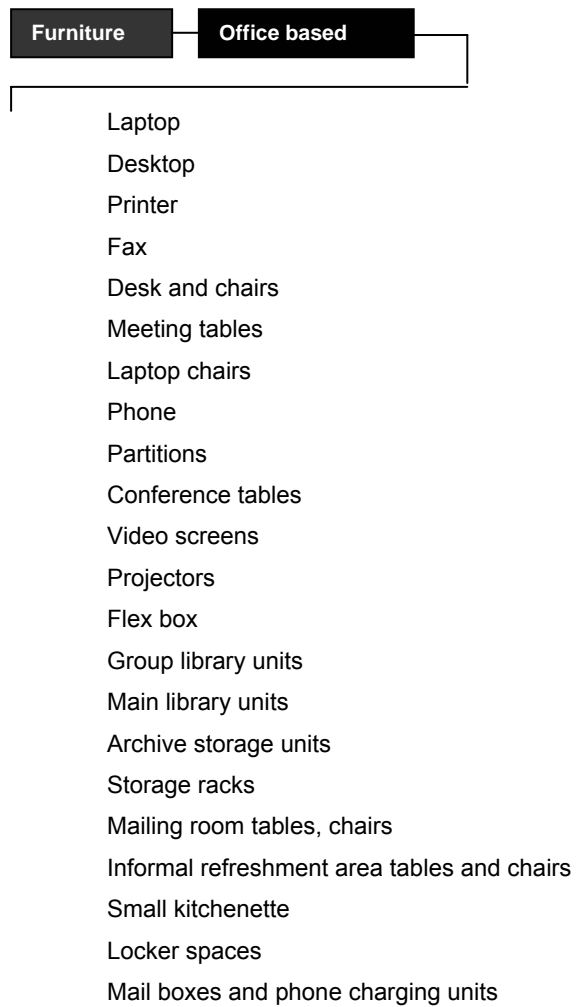 Furniture
Office based
Laptop
Desktop
Printer
Fax
Desk and chairs
Meeting tables
Laptop chairs
Phone
Partitions
Conference tables
Video screens
Projectors
Flex box
Group library units
Main library units
Archive storage units
Storage racks
Mailing room tables, chairs
Informal refreshment area tables and chairs
Small kitchenette
Locker spaces
Mail boxes and phone charging units